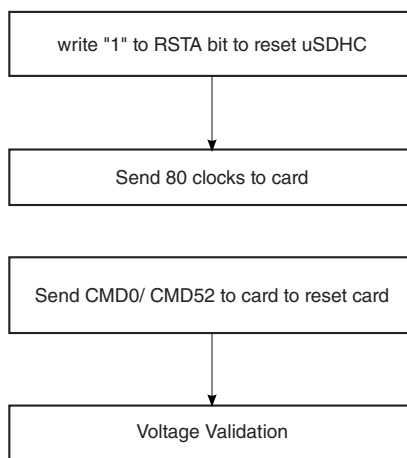 write "1" to RSTA bit to reset uSDHC
Send 80 clocks to card
Send CMD0/ CMD52 to card to reset card
Voltage Validation